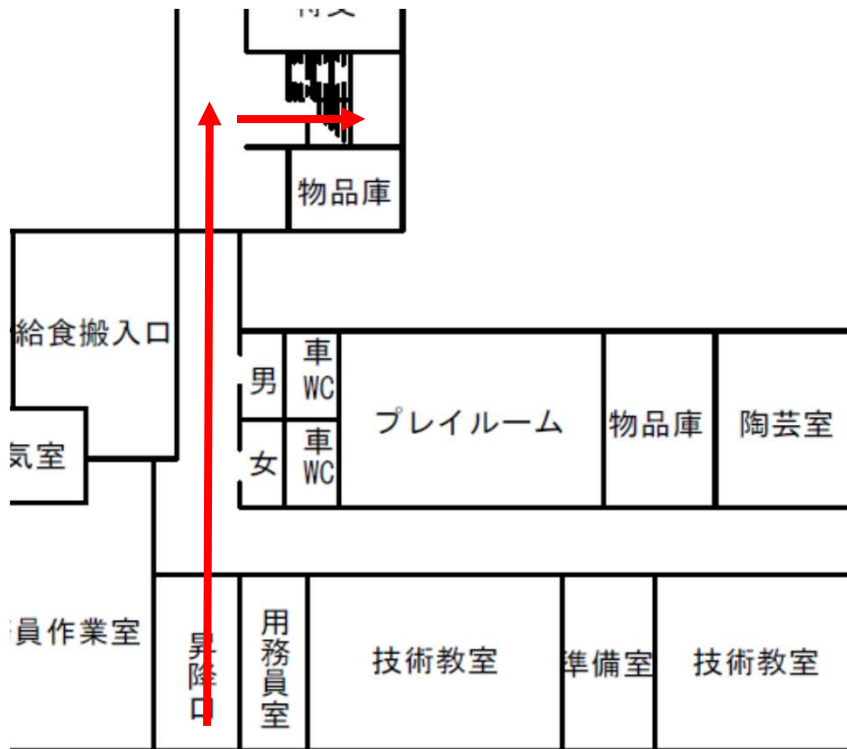 物品庫
給食搬入口
男
車
WC
プレイルーム
物品庫
陶芸室
気室
女
車
WC
員作業室
昇降口
用務員室
技術教室
準備室
技術教室